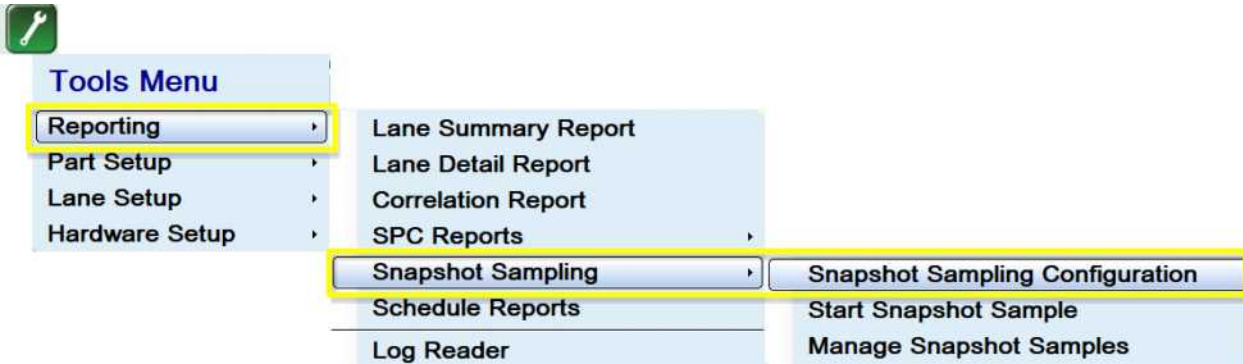 Tools Menu
Reporting
Part Setup
Lane Setup
Hardware Setup
Lane Summary Report
Lane Detail Report
Correlation Report
SPC Reports
Snapshot Sampling
Schedule Reports
Log Reader
Snapshot Sampling Configuration
Start Snapshot Sample
Manage Snapshot Samples